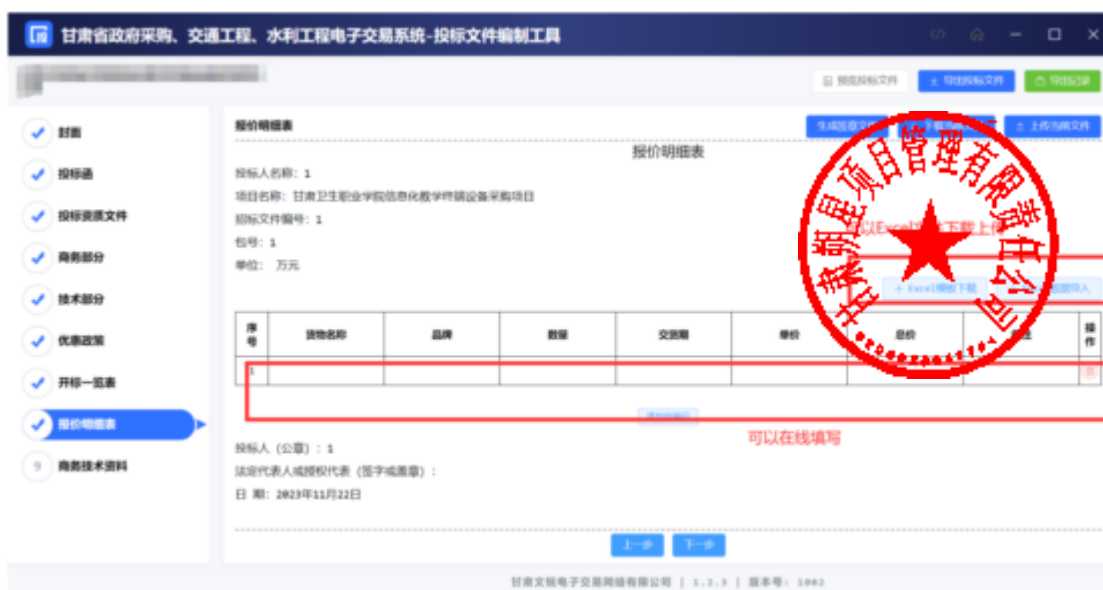 甘肃省政府采购、交通工程、水利工程电子交易系统-投标文件编制工具
预览投标文件
导出投标文件
导出记录
封面
投标函
投标资质文件
商务部分
技术部分
优惠政策
开标一览表
报价明细表
9 商务技术资料
报价明细表
上传当前文件
报价明细表
投标人名称: 1
项目名称: 甘肃卫生职业学院信息化教学终端设备采购项目
招标文件编号: 1
包号: 1
单位: 万元
可以Excel文件下载上传
+ Excel模板下载
序号 货物名称 品牌 数量 交货期 单价 总价 操作
1
可以在线填写
投标人 (公章) : 1
法定代表人或授权代表 (签字或盖章) :
日 期: 2023年11月22日
上一步 下一步
甘肃文锐电子交易网络有限公司 | 1.2.3 | 版本号: 1002
项目管理有限责任公司